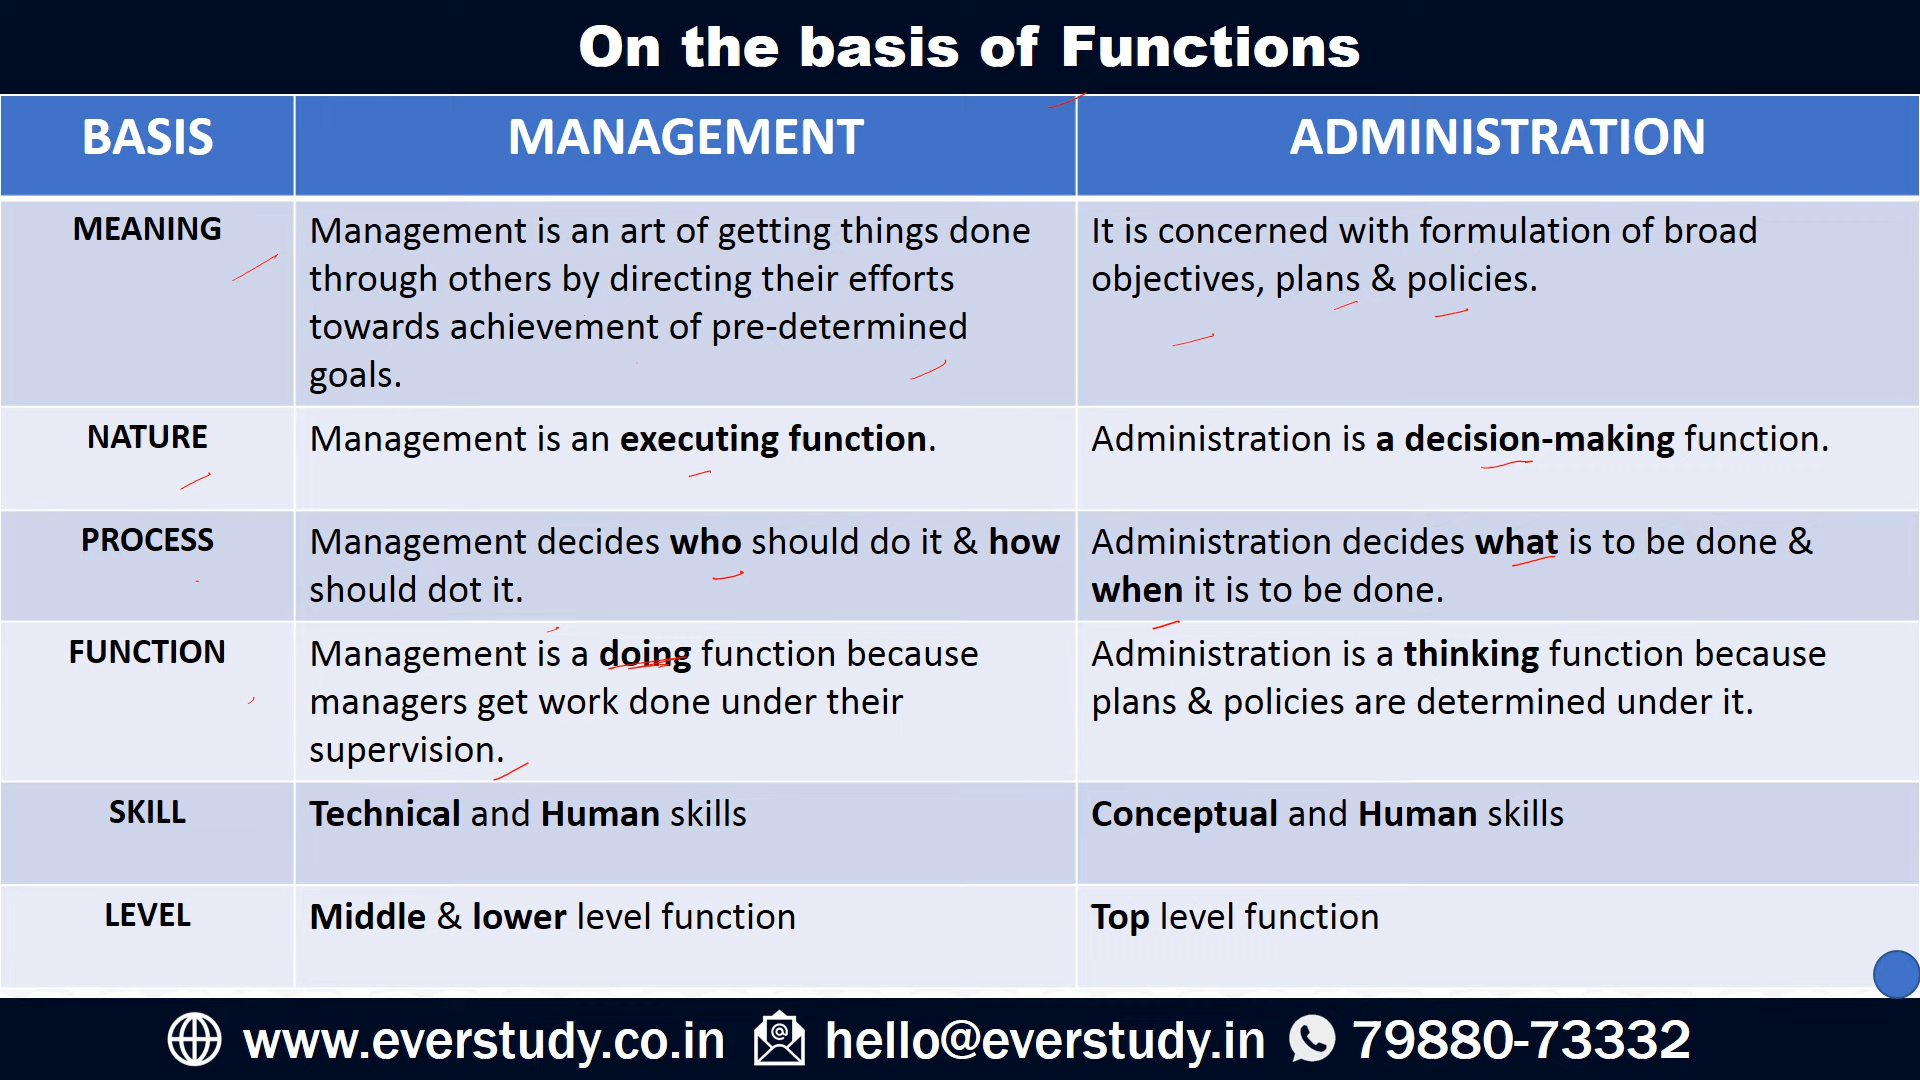 On the basis of Functions
BASIS
MANAGEMENT
ADMINISTRATION
MEANING
Management is an art of getting things done
through others by directing their efforts
towards achievement of pre-determined
goals.
It is concerned with formulation of broad
objectives, plans & policies.
NATURE
Management is an executing function.
Administration is a decision-making function.
PROCESS
Management decides who should do it & how
should dot it.
Administration decides what is to be done &
when it is to be done.
FUNCTION
Management is a doing function because
managers get work done under their
supervision.
Administration is a thinking function because
plans & policies are determined under it.
SKILL
Technical and Human skills
Conceptual and Human skills
LEVEL
Middle & lower level function
Top level function
www.everstudy.co.in hello@everstudy.in 79880-73332